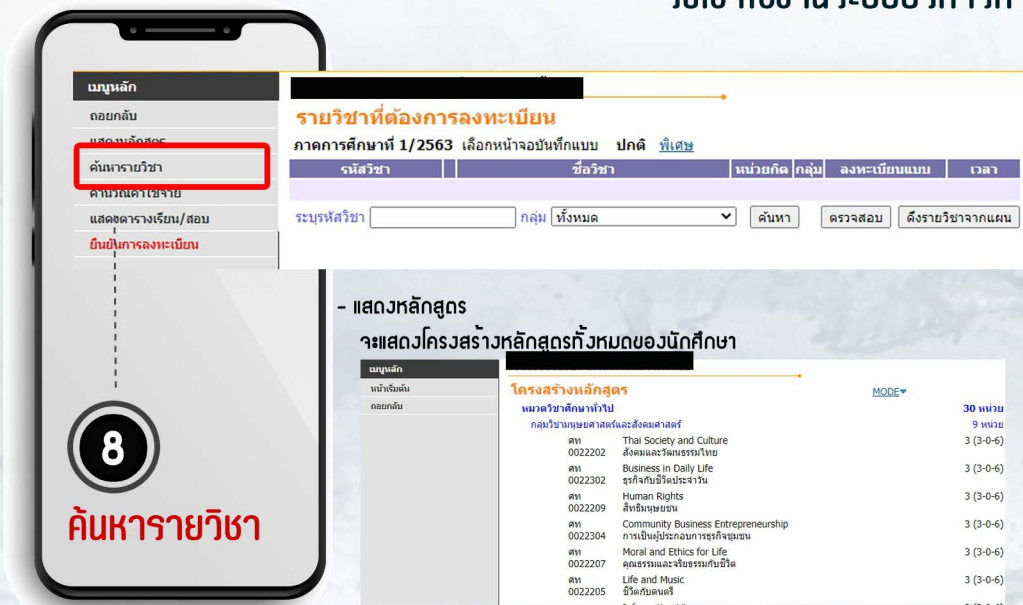 เมนูหลัก
ถอยกลับ
แสดงหลักสูตร
ค้นหารายวิชา
คำนวณค่าใช้จ่าย
แสดงตารางเรียน/สอบ
ยืนยันการลงทะเบียน
รายวิชาที่ต้องการลงทะเบียน
ภาคการศึกษาที่ 1/2563 เลือกหน้าจอบันทึกแบบ ปกติ พิเศษ
รหัสวิชา ชื่อวิชา หน่วยกิต กลุ่ม ลงทะเบียนแบบ เวลา
ระบุรหัสวิชา กลุ่ม ทั้งหมด ค้นหา ตรวจสอบ ดึงรายวิชาจากแผน
- แสดงหลักสูตร
จะแสดงโครงสร้างหลักสูตรทั้งหมดของนักศึกษา
เมนูหลัก
หน้าเริ่มต้น
ถอยกลับ
โครงสร้างหลักสูตร MODE
หมวดวิชาศึกษาทั่วไป 30 หน่วย
กลุ่มวิชามนุษยศาสตร์และสังคมศาสตร์ 9 หน่วย
ศท Thai Society and Culture 3 (3-0-6)
0022202 สังคมและวัฒนธรรมไทย
ศท Business in Daily Life 3 (3-0-6)
0022302 ธุรกิจกับชีวิตประจำวัน
ศท Human Rights 3 (3-0-6)
0022209 สิทธิมนุษยชน
ศท Community Business Entrepreneurship 3 (3-0-6)
0022304 การเป็นผู้ประกอบการธุรกิจชุมชน
ศท Moral and Ethics for Life 3 (3-0-6)
0022207 คุณธรรมและจริยธรรมกับชีวิต
ศท Life and Music 3 (3-0-6)
0022205 ชีวิตกับดนตรี
8
ค้นหารายวิชา